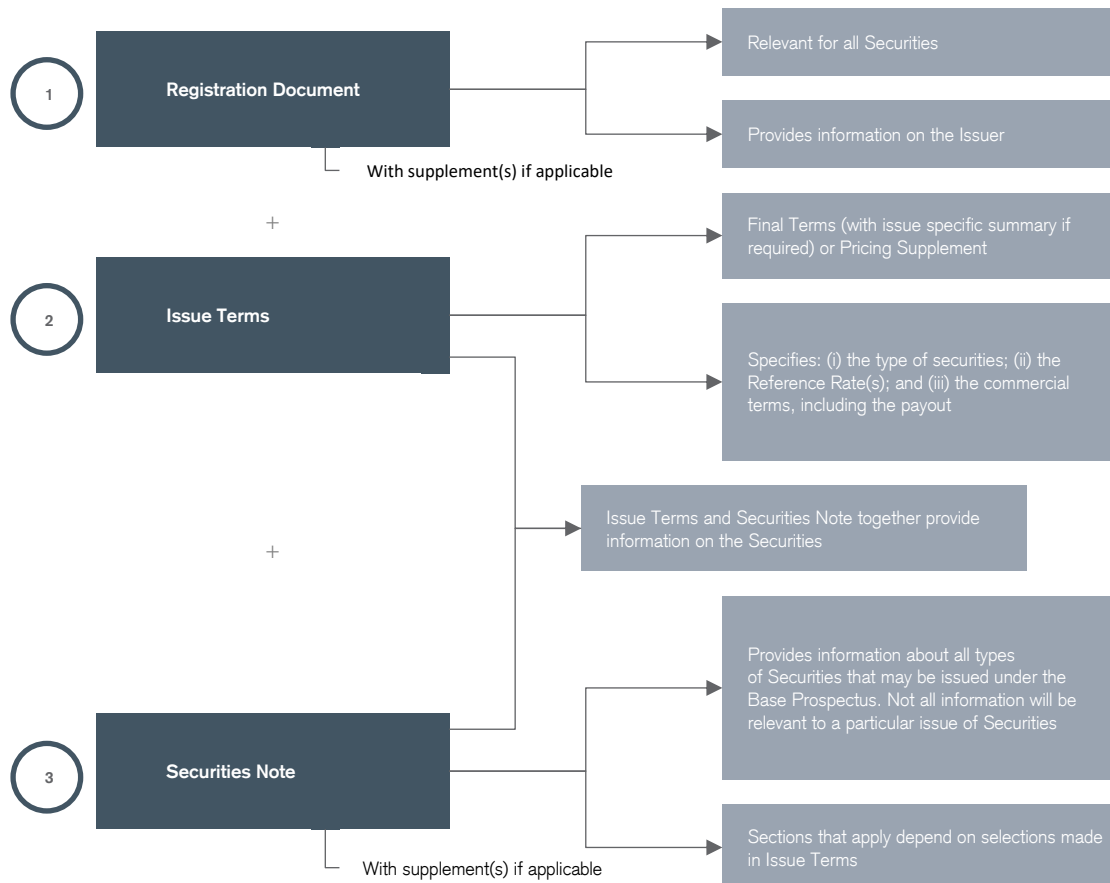 1
Registration Document
With supplement(s) if applicable
Relevant for all Securities
Provides information on the Issuer
+
2
Issue Terms
Final Terms (with issue specific summary if
required) or Pricing Supplement
Specifies: (i) the type of securities; (ii) the
Reference Rate(s); and (iii) the commercial
terms, including the payout
Issue Terms and Securities Note together provide
information on the Securities
+
3
Securities Note
With supplement(s) if applicable
Provides information about all types
of Securities that may be issued under the
Base Prospectus. Not all information will be
relevant to a particular issue of Securities
Sections that apply depend on selections made
in Issue Terms